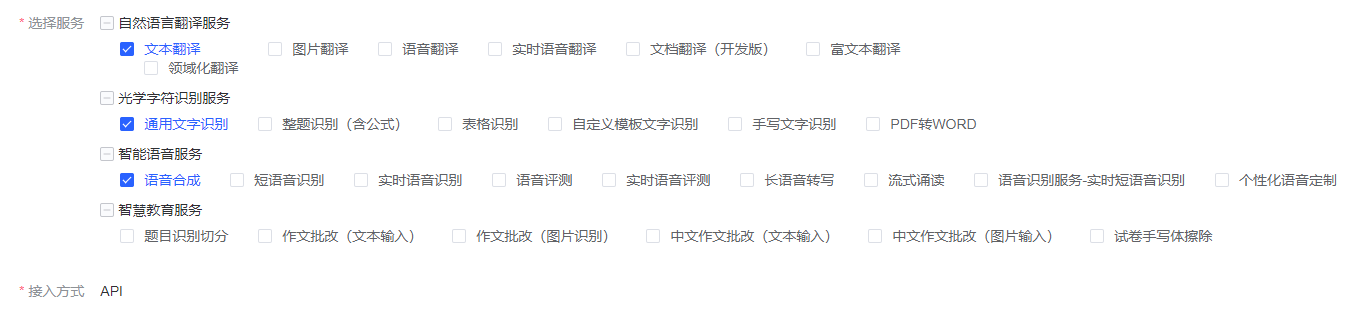 * 选择服务 自然语言翻译服务
文本翻译 图片翻译 语音翻译 实时语音翻译 文档翻译（开发版） 富文本翻译
领域化翻译
光学字符识别服务
通用文字识别 整题识别（含公式） 表格识别 自定义模板文字识别 手写文字识别 PDF转WORD
智能语音服务
语音合成 短语音识别 实时语音识别 语音评测 实时语音评测 长语音转写 流式诵读 语音识别服务-实时短语音识别 个性化语音定制
智慧教育服务
题目识别切分 作文批改（文本输入） 作文批改（图片识别） 中文作文批改（文本输入） 中文作文批改（图片输入） 试卷手写体擦除
* 接入方式 API